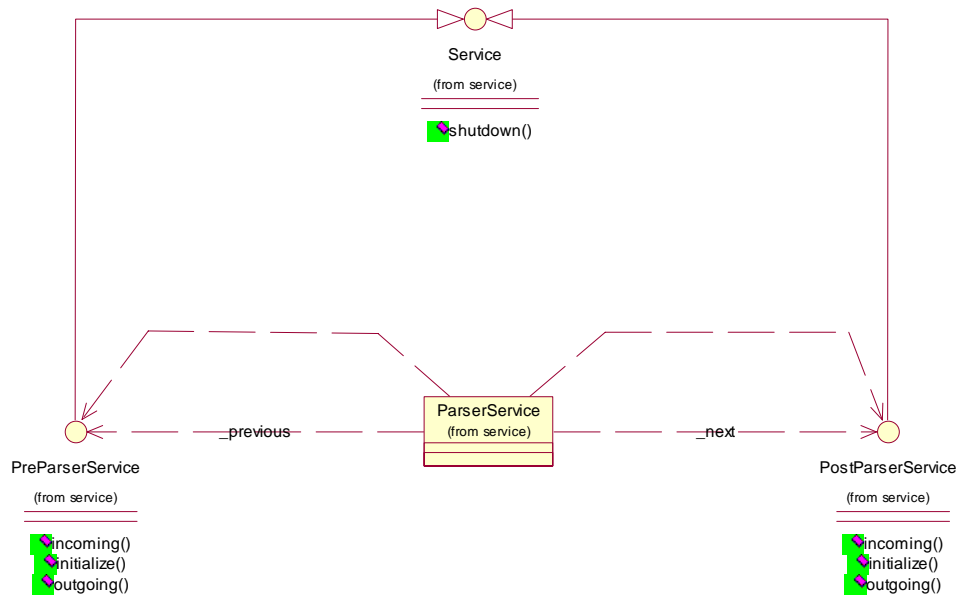 Service
(from service)
shutdown()
ParserService
(from service)
_previous
_next
PreParserService
(from service)
incoming()
initialize()
outgoing()
PostParserService
(from service)
incoming()
initialize()
outgoing()